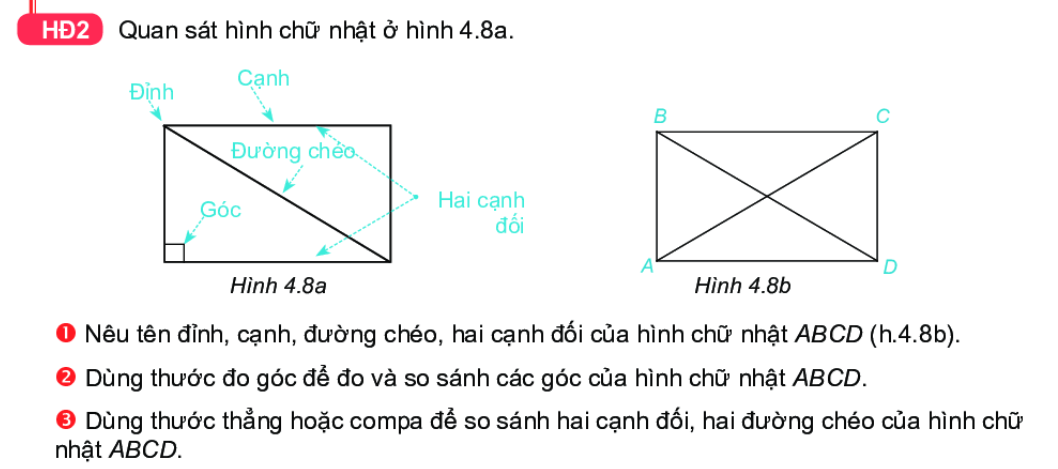 HĐ2 Quan sát hình chữ nhật ở hình 4.8a.
Đỉnh
Cạnh
Đường chéo
Góc
Hai cạnh
đối
Hình 4.8a
B
C
A
D
Hình 4.8b
1 Nêu tên đỉnh, cạnh, đường chéo, hai cạnh đối của hình chữ nhật ABCD (h.4.8b).
2 Dùng thước đo góc để đo và so sánh các góc của hình chữ nhật ABCD.
3 Dùng thước thẳng hoặc compa để so sánh hai cạnh đối, hai đường chéo của hình chữ
nhật ABCD.